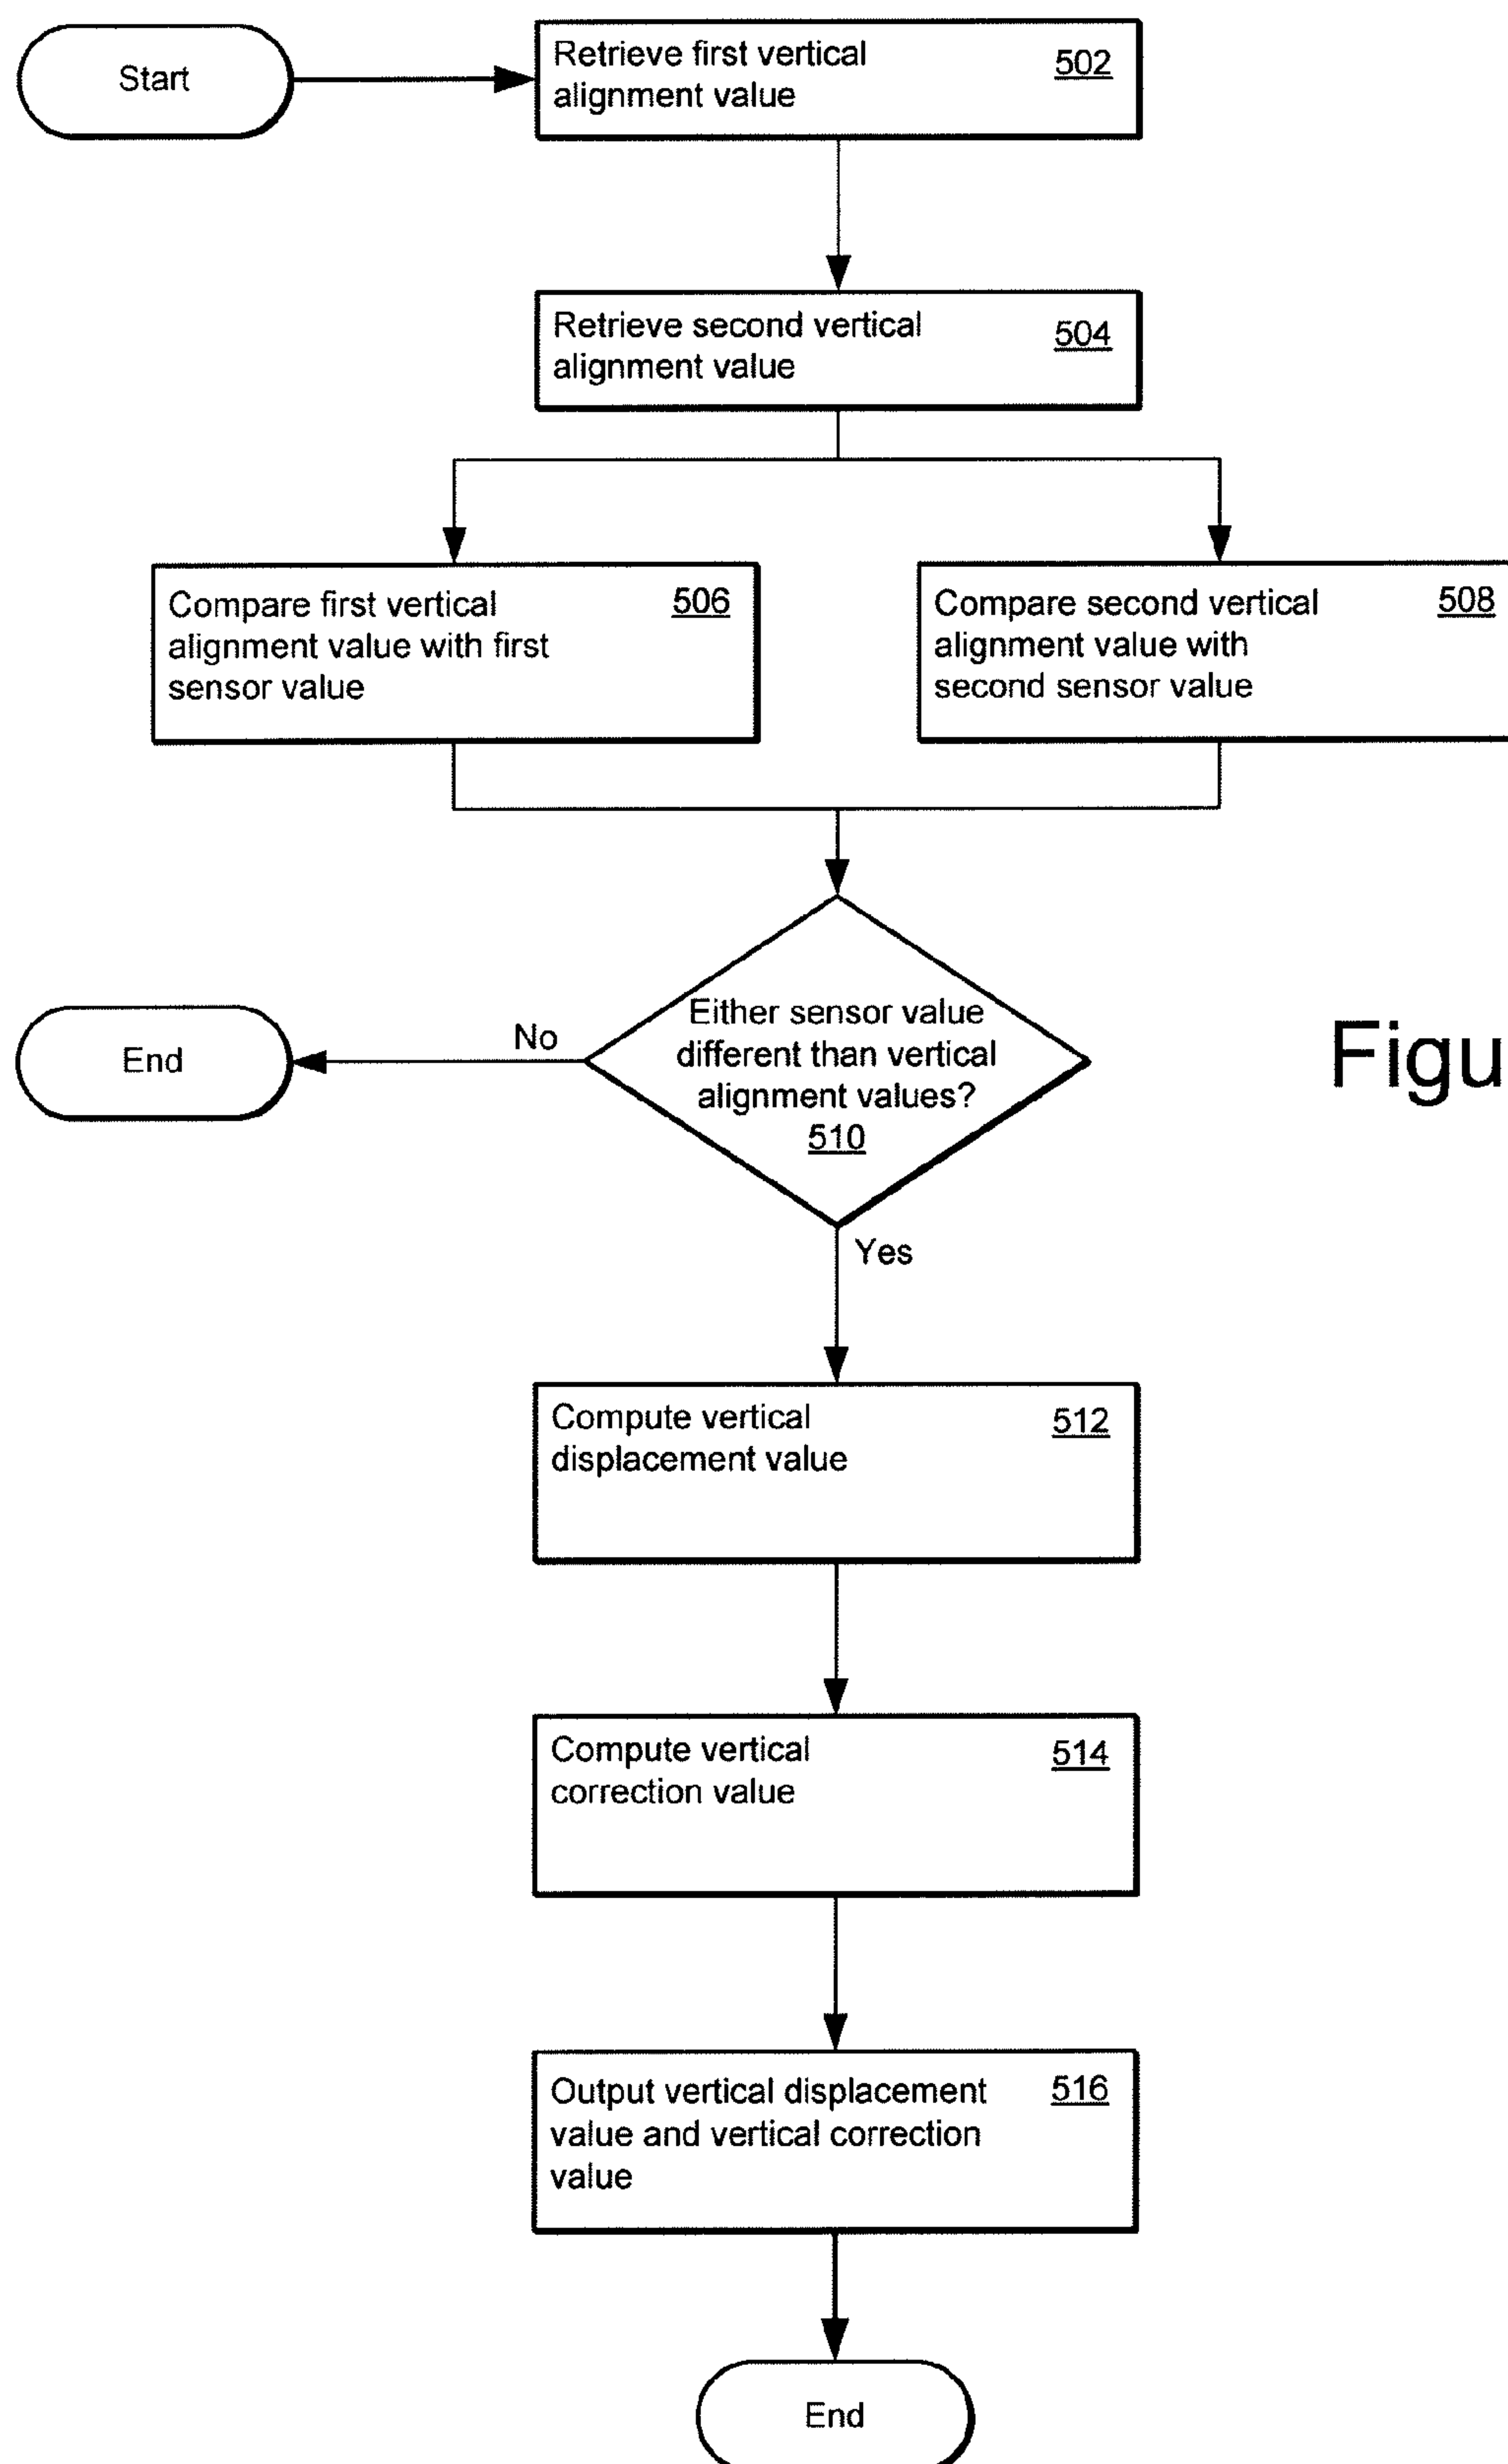 Start
Retrieve first vertical
alignment value
502
Retrieve second vertical
alignment value
504
Compare first vertical
alignment value with first
sensor value
506
Compare second vertical
alignment value with
second sensor value
508
Either sensor value
different than vertical
alignment values?
510
No
End
Figu
Yes
Compute vertical
displacement value
512
Compute vertical
correction value
514
Output vertical displacement
value and vertical correction
value
516
End